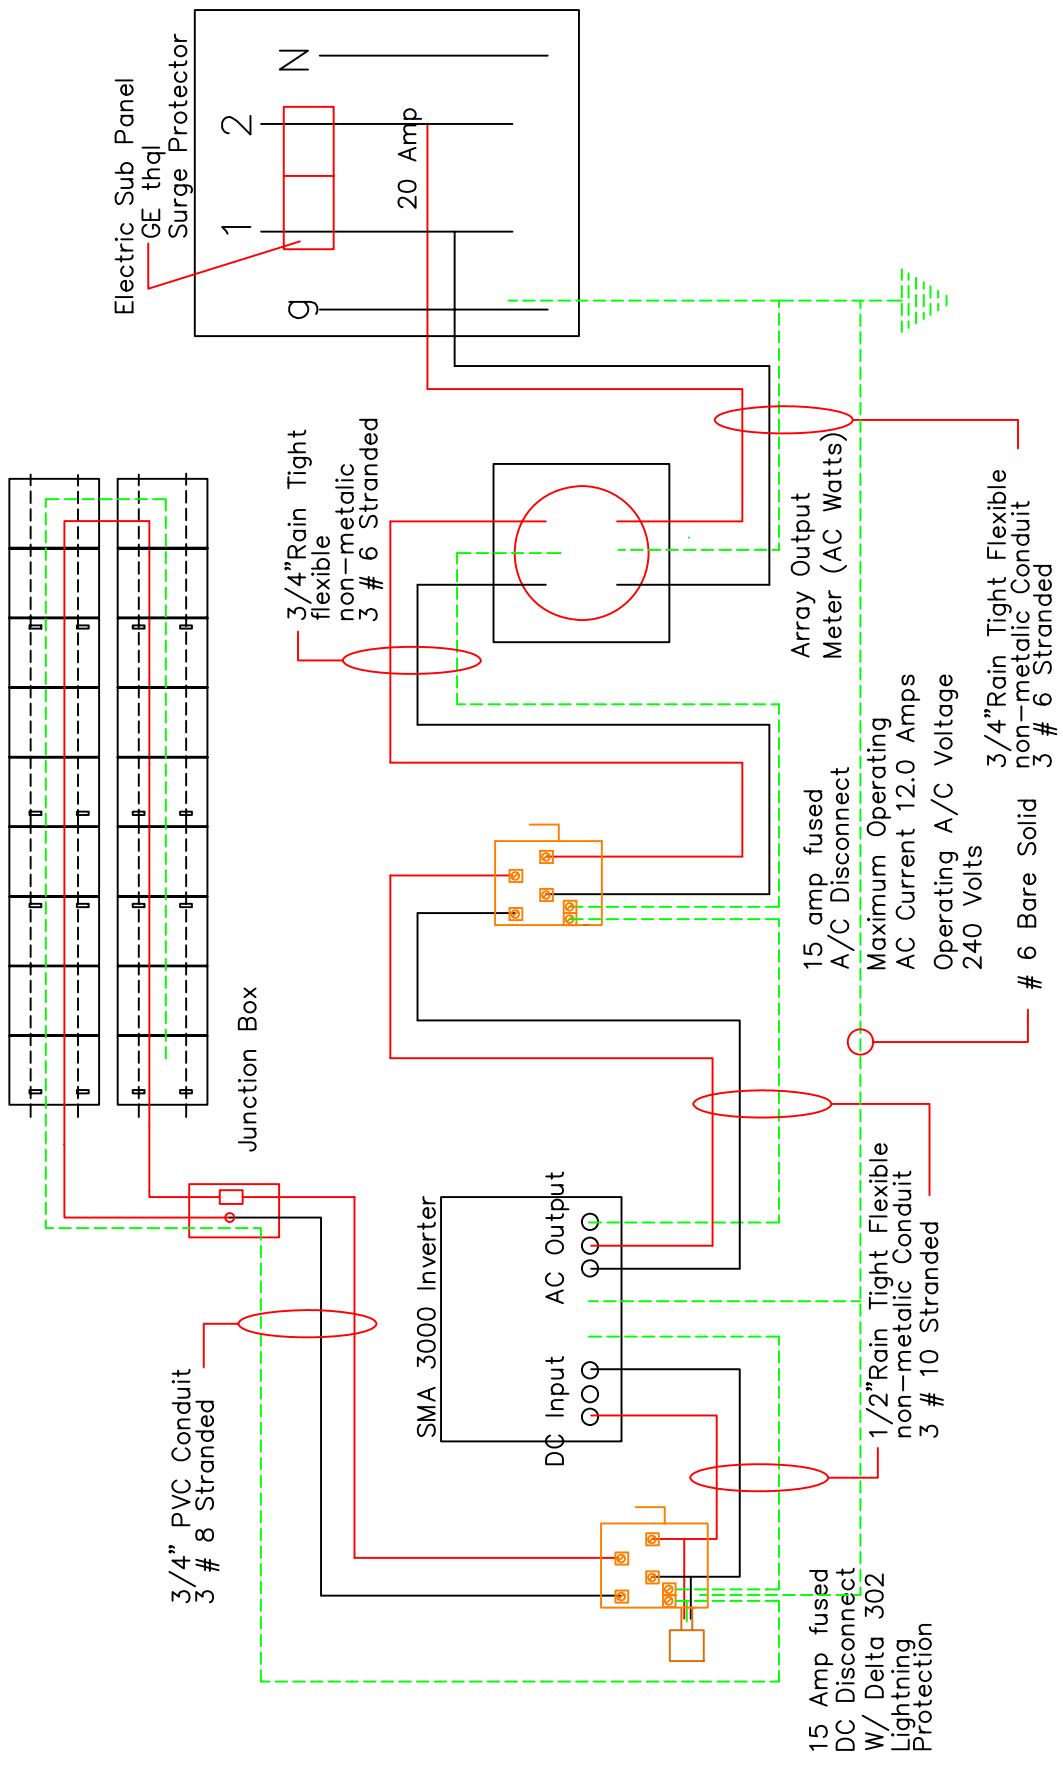 Electric Sub Panel
GE thql
Surge Protector
N
2
1
g
20 Amp
3/4"Rain Tight
flexible
non-metalic
3 # 6 Stranded
Array Output
Meter (AC Watts)
3/4"Rain Tight Flexible
non-metalic Conduit
3 # 6 Stranded
15 amp fused
A/C Disconnect
Maximum Operating
AC Current 12.0 Amps
Operating A/C Voltage
240 Volts
# 6 Bare Solid
Junction Box
SMA 3000 Inverter
AC Output
DC Input
1/2"Rain Tight Flexible
non-metalic Conduit
3 # 10 Stranded
3/4" PVC Conduit
3 # 8 Stranded
15 Amp fused
DC Disconnect
W/ Delta 302
Lightning
Protection